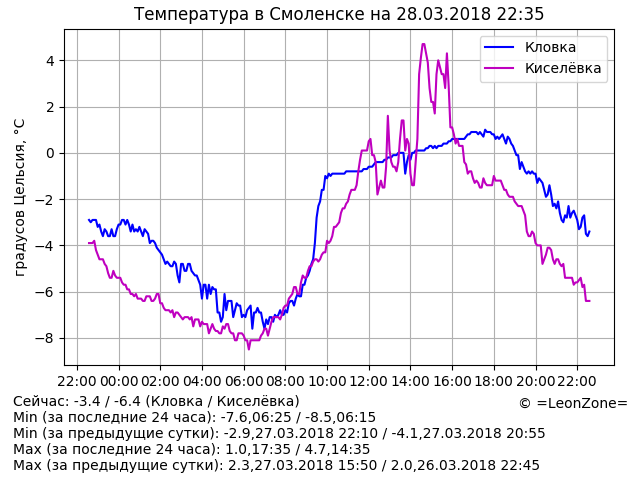 Температура в Смоленске на 28.03.2018 22:35
Кловка
Киселёвка
градусов Цельсия, °C
4
2
0
−2
−4
−6
−8
22:00 00:00 02:00 04:00 06:00 08:00 10:00 12:00 14:00 16:00 18:00 20:00 22:00
Сейчас: -3.4 / -6.4 (Кловка / Киселёвка)
© =LeonZone=
Min (за последние 24 часа): -7.6,06:25 / -8.5,06:15
Min (за предыдущие сутки): -2.9,27.03.2018 22:10 / -4.1,27.03.2018 20:55
Max (за последние 24 часа): 1.0,17:35 / 4.7,14:35
Max (за предыдущие сутки): 2.3,27.03.2018 15:50 / 2.0,26.03.2018 22:45